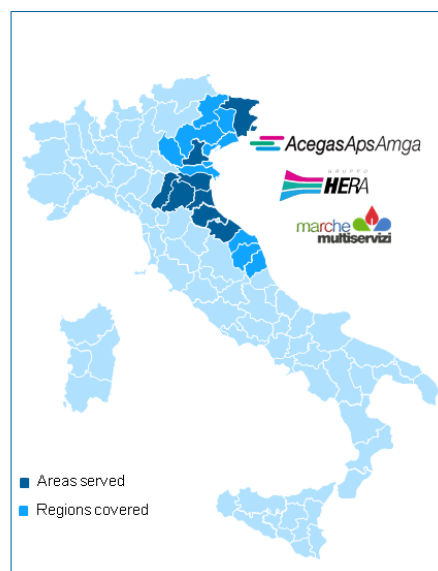 AcegasApsAmga
GRUPPO
HERA
marche
multiservizi
Areas served
Regions covered